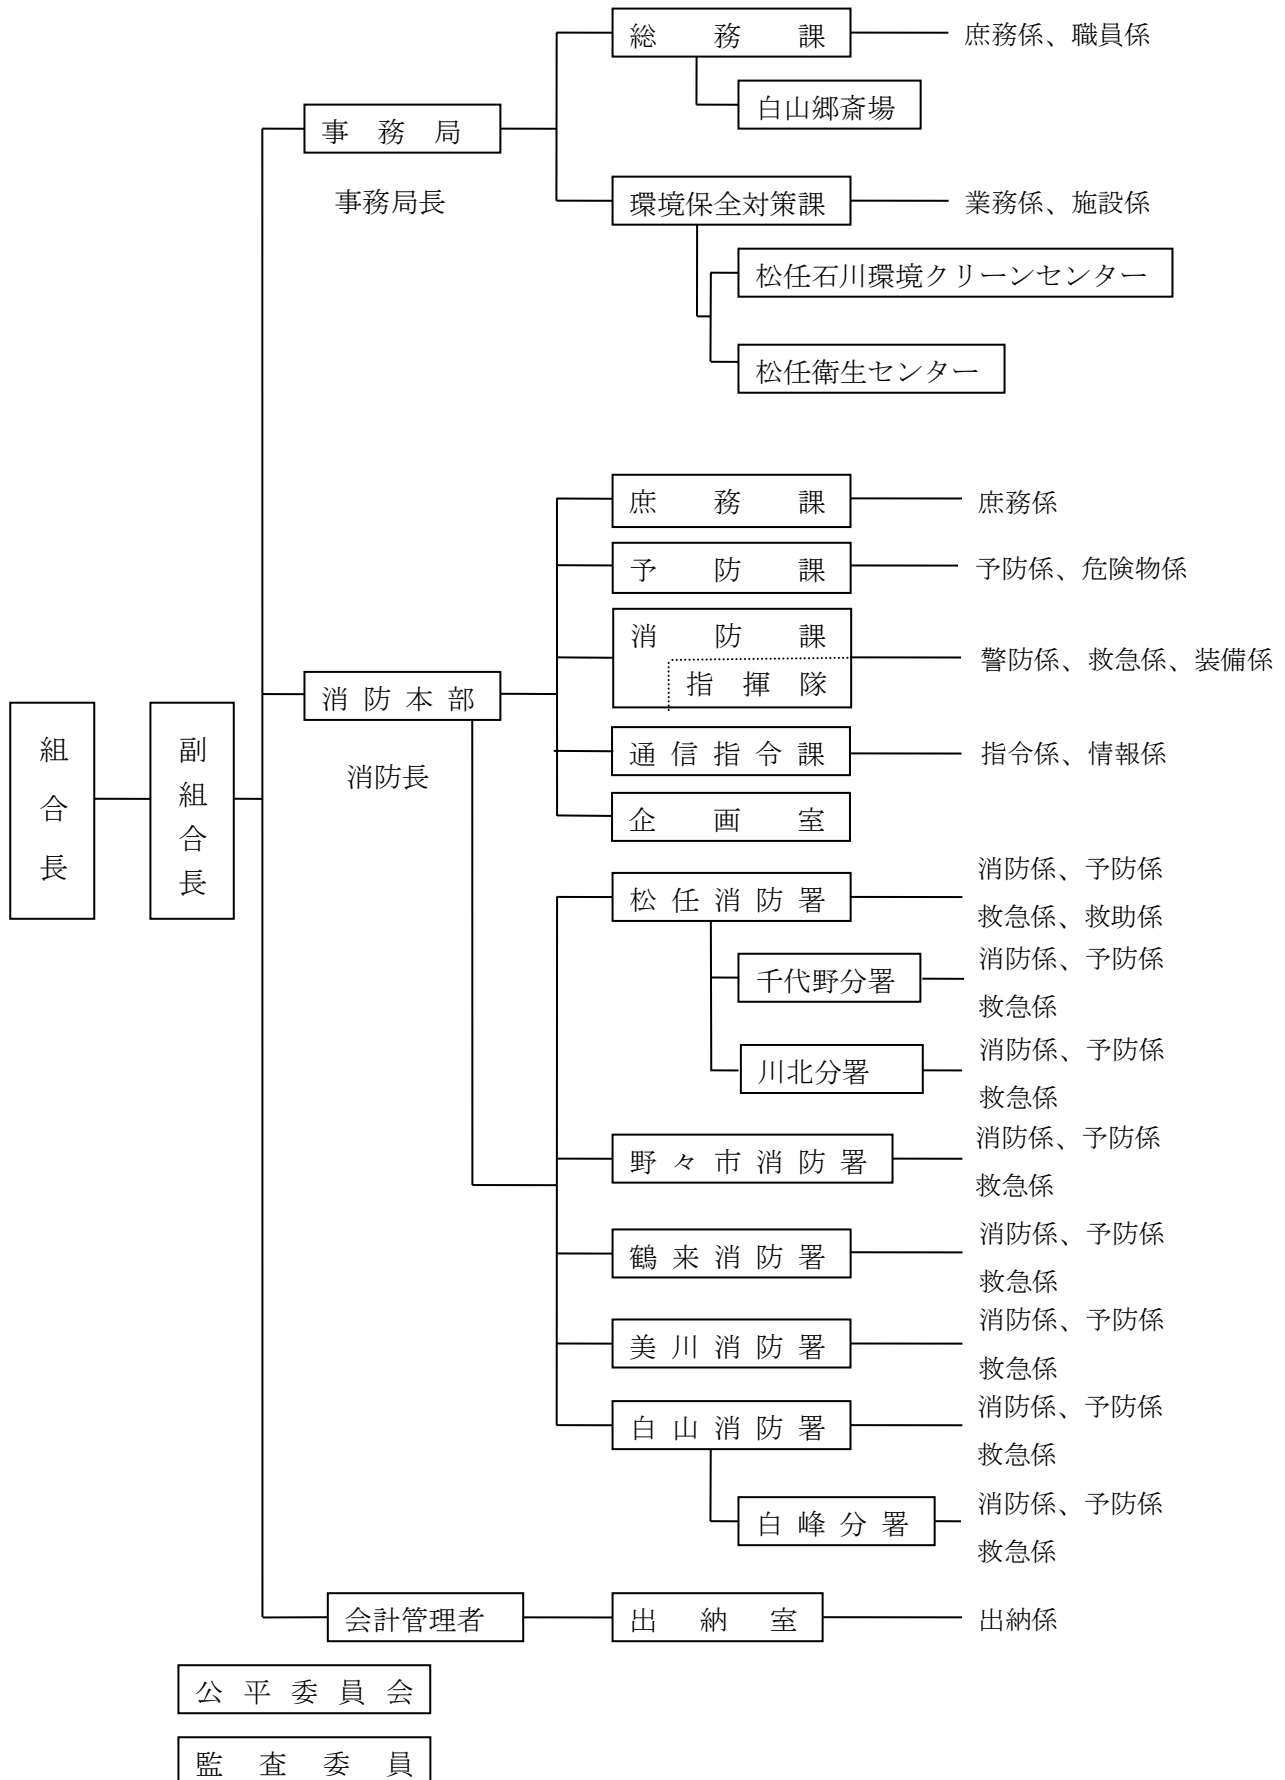 総務課
庶務係、職員係
白山郷斎場
事務局
事務局長
環境保全対策課
業務係、施設係
松任石川環境クリーンセンター
松任衛生センター
庶務課
庶務係
予防課
予防係、危険物係
消防課
指揮隊
警防係、救急係、装備係
消防本部
消防長
通信指令課
指令係、情報係
企画室
組合長
副組合長
松任消防署
消防係、予防係
救急係、救助係
千代野分署
消防係、予防係
救急係
川北分署
消防係、予防係
救急係
野々市消防署
消防係、予防係
救急係
鶴来消防署
消防係、予防係
救急係
美川消防署
消防係、予防係
救急係
白山消防署
消防係、予防係
救急係
白峰分署
消防係、予防係
救急係
会計管理者
出納室
出納係
公平委員会
監査委員